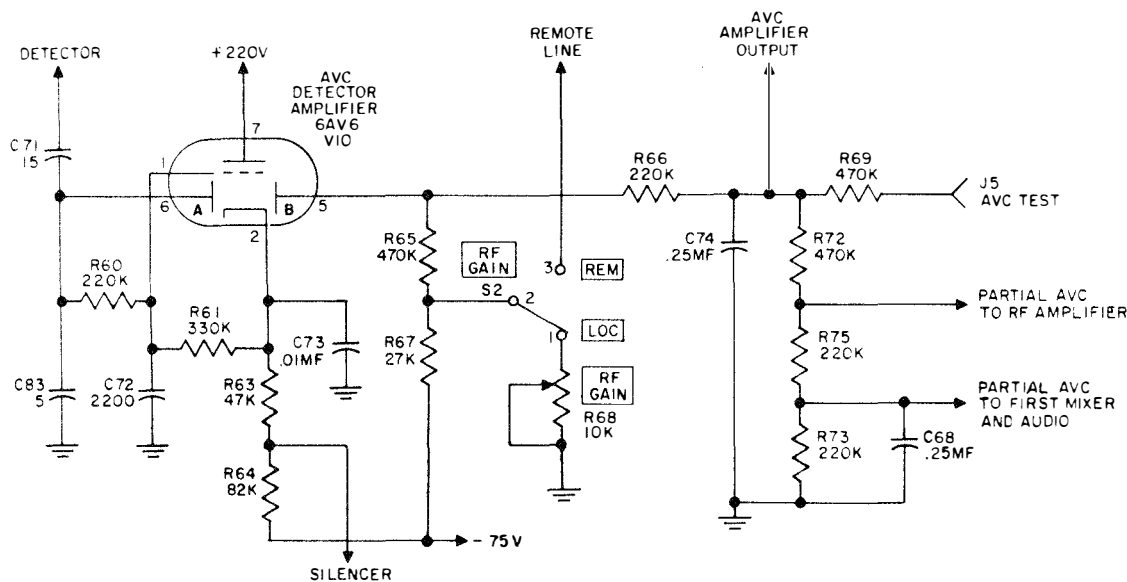 DETECTOR
+220V
AVC
DETECTOR
AMPLIFIER
6AV6
V10
REMOTE
LINE
AVC
AMPLIFIER
OUTPUT
C71
15
7
1
6
A
B
5
2
R66
220K
R69
470K
J5
AVC TEST
R65
470K
RF
GAIN
S2
3
REM
2
C74
.25MF
R72
470K
R60
220K
R61
330K
C73
.01MF
R67
27K
1
LOC
PARTIAL AVC
TO RF AMPLIFIER
R75
220K
C83
5
C72
2200
R63
47K
RF
GAIN
R68
10K
PARTIAL AVC
TO FIRST MIXER
AND AUDIO
R73
220K
C68
.25MF
R64
82K
- 75V
SILENCER